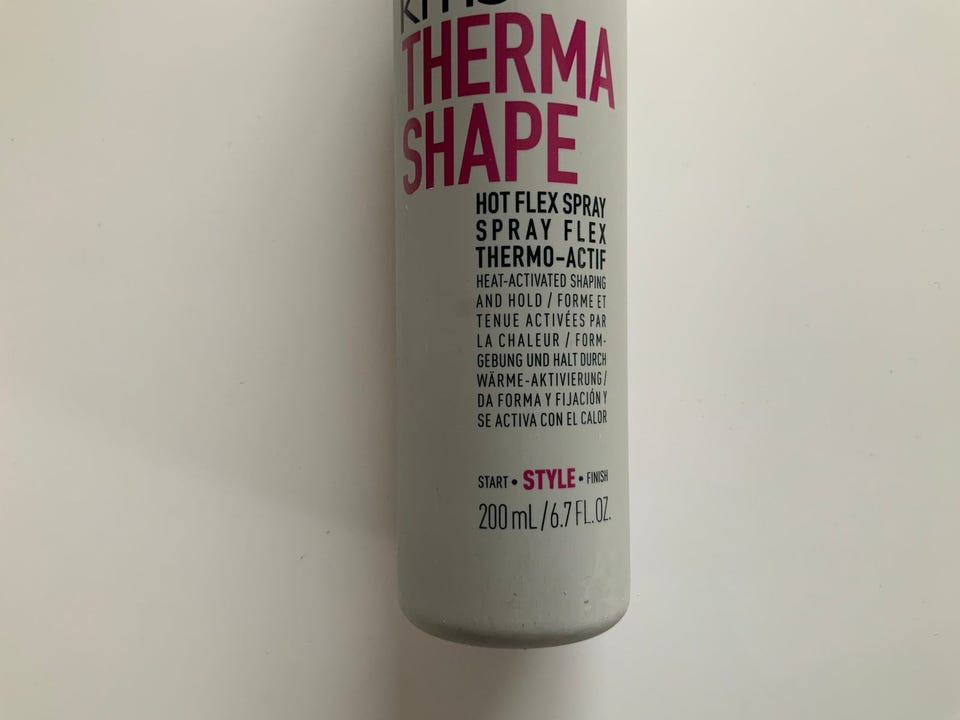 kms
THERMA
SHAPE
HOT FLEX SPRAY
SPRAY FLEX
THERMO-ACTIF
HEAT-ACTIVATED SHAPING
AND HOLD / FORME ET
TENUE ACTIVÉES PAR
LA CHALEUR / FORM-
GEBUNG UND HALT DURCH
WÄRME-AKTIVIERUNG /
DA FORMA Y FIJACIÓN Y
SE ACTIVA CON EL CALOR
START • STYLE • FINISH
200 mL / 6.7 FL. OZ.